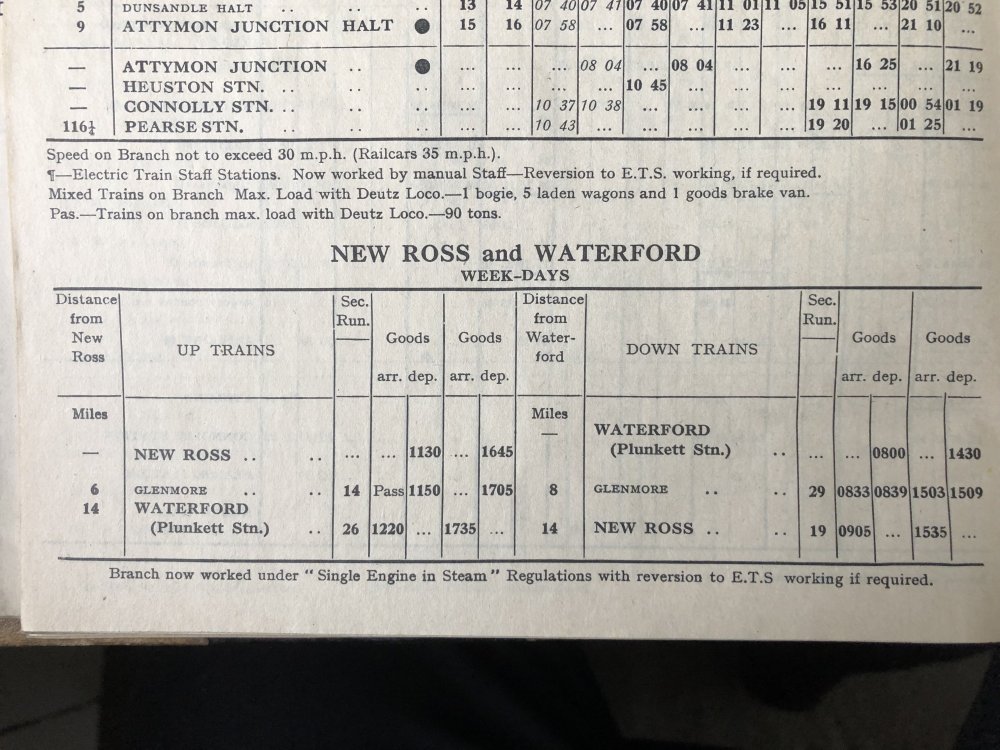 5 DUNSANDLE HALT .. .. .. 13 14 07 40 07 41 07 40 07 41 11 01 11 05 15 51 15 53 20 51 20 52
9 ATTYMON JUNCTION HALT ● 15 16 07 58 ... 07 58 ... 11 23 ... 16 11 ... 21 10 ...
— ATTYMON JUNCTION .. ● ... ... ... 08 04 ... 08 04 ... ... ... 16 25 ... 21 19
— HEUSTON STN. .. .. .. ... ... ... ... 10 45 ... ... ... ... ... ... ...
— CONNOLLY STN. .. .. .. ... ... 10 37 10 38 ... ... ... ... 19 11 19 15 00 54 01 19
116½ PEARSE STN. .. .. .. ... ... 10 43 ... ... ... ... ... 19 20 ... 01 25 ...
Speed on Branch not to exceed 30 m.p.h. (Railcars 35 m.p.h.).
¶—Electric Train Staff Stations. Now worked by manual Staff—Reversion to E.T.S. working, if required.
Mixed Trains on Branch Max. Load with Deutz Loco.—1 bogie, 5 laden wagons and 1 goods brake van.
Pas.—Trains on branch max. load with Deutz Loco.—90 tons.
NEW ROSS and WATERFORD
WEEK-DAYS
Distance Sec. Distance Sec.
from Run. from Run.
New Goods Goods Water- Goods Goods
Ross UP TRAINS ford DOWN TRAINS
arr. dep. arr. dep. arr. dep. arr. dep.
Miles Miles
— WATERFORD
— NEW ROSS .. .. ... ... 1130 ... 1645 (Plunkett Stn.) .. ... ... 0800 ... 1430
6 GLENMORE .. .. 14 Pass 1150 ... 1705 8 GLENMORE .. .. 29 0833 0839 1503 1509
14 WATERFORD
(Plunkett Stn.) .. 26 1220 ... 1735 ... 14 NEW ROSS .. .. 19 0905 ... 1535 ...
Branch now worked under "Single Engine in Steam" Regulations with reversion to E.T.S working if required.